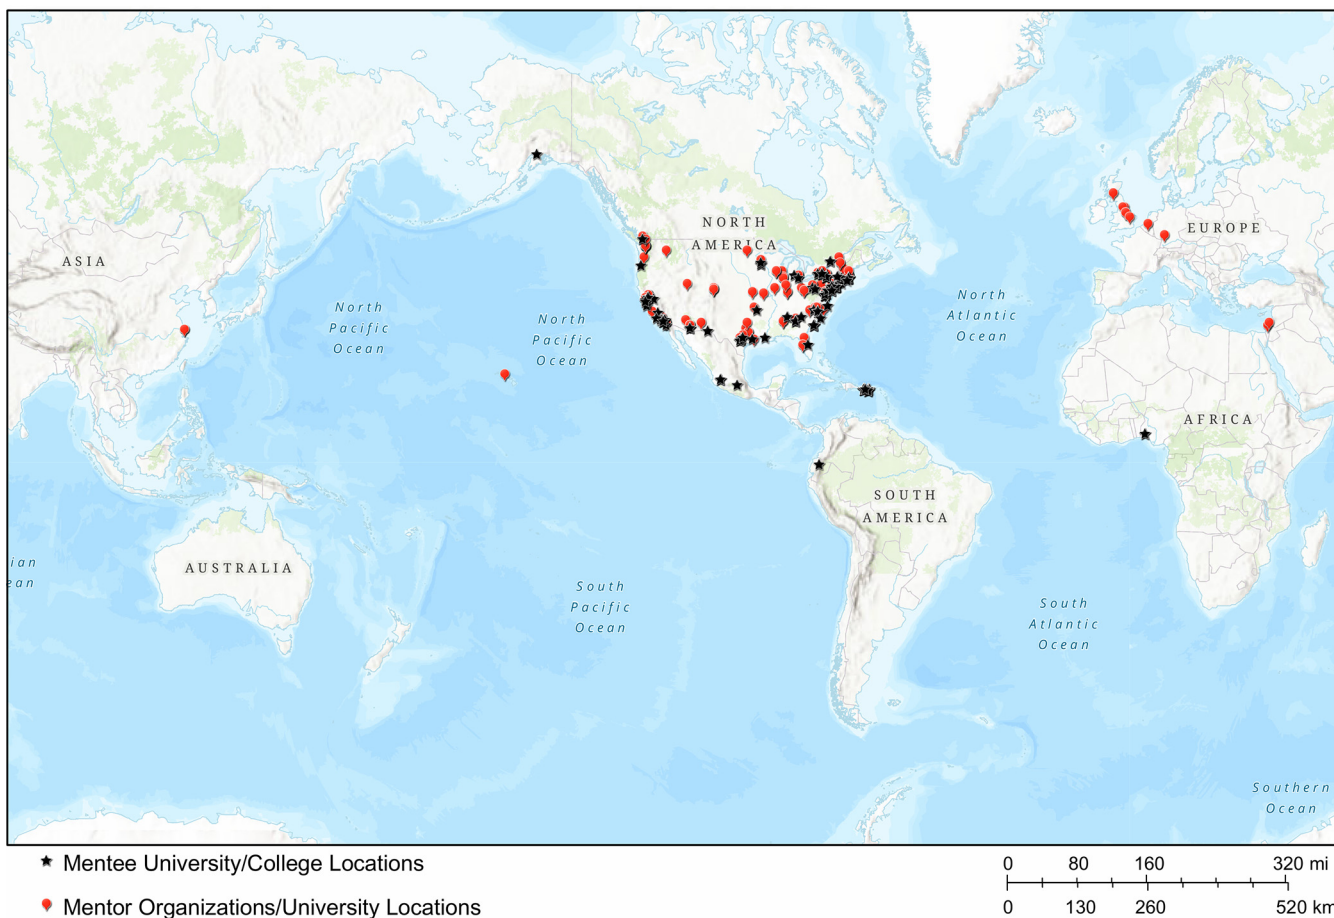 NORTH
AMERICA
EUROPE
ASIA
North
Pacific
Ocean
North
Pacific
Ocean
North
Atlantic
Ocean
AFRICA
SOUTH
AMERICA
ian
ean
AUSTRALIA
South
Pacific
Ocean
South
Atlantic
Ocean
Southern
Ocean
Mentee University/College Locations
Mentor Organizations/University Locations
0 80 160 320 mi
0 130 260 520 km